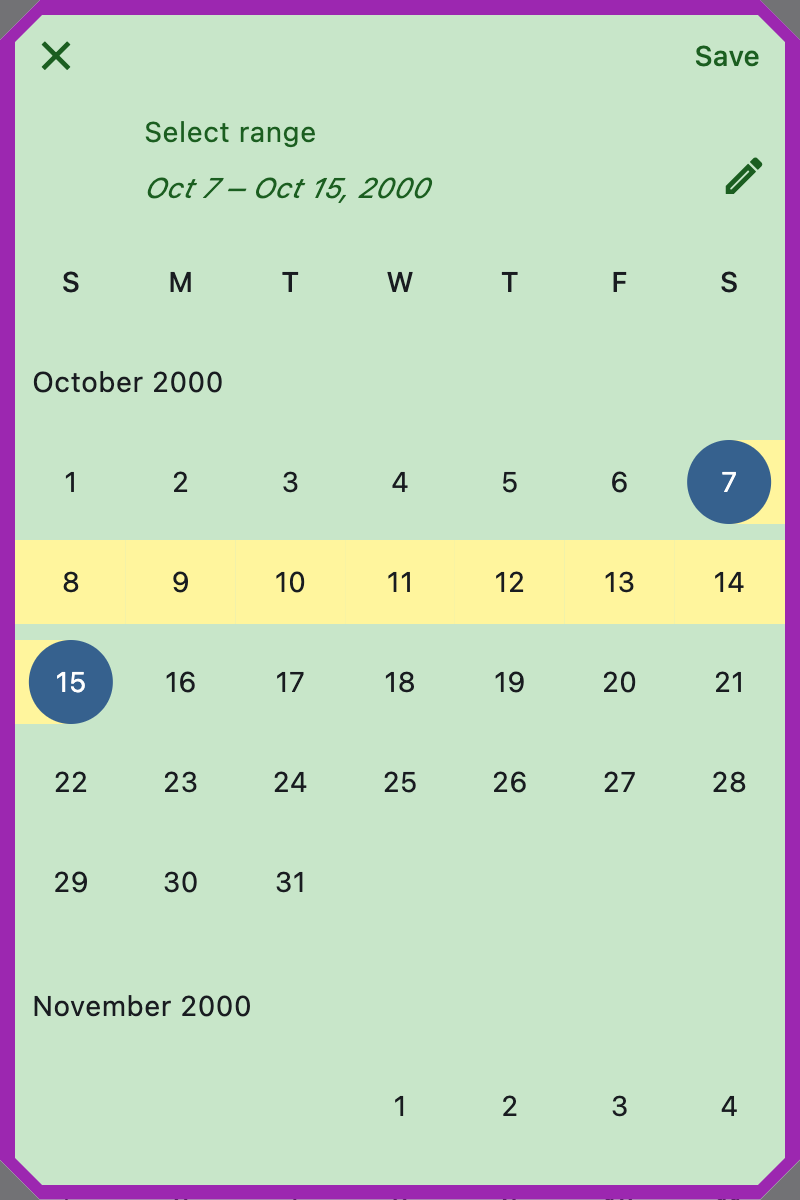 Save
Select range
Oct 7 – Oct 15, 2000
S M T W T F S
October 2000
1 2 3 4 5 6 7
8 9 10 11 12 13 14
15 16 17 18 19 20 21
22 23 24 25 26 27 28
29 30 31
November 2000
1 2 3 4